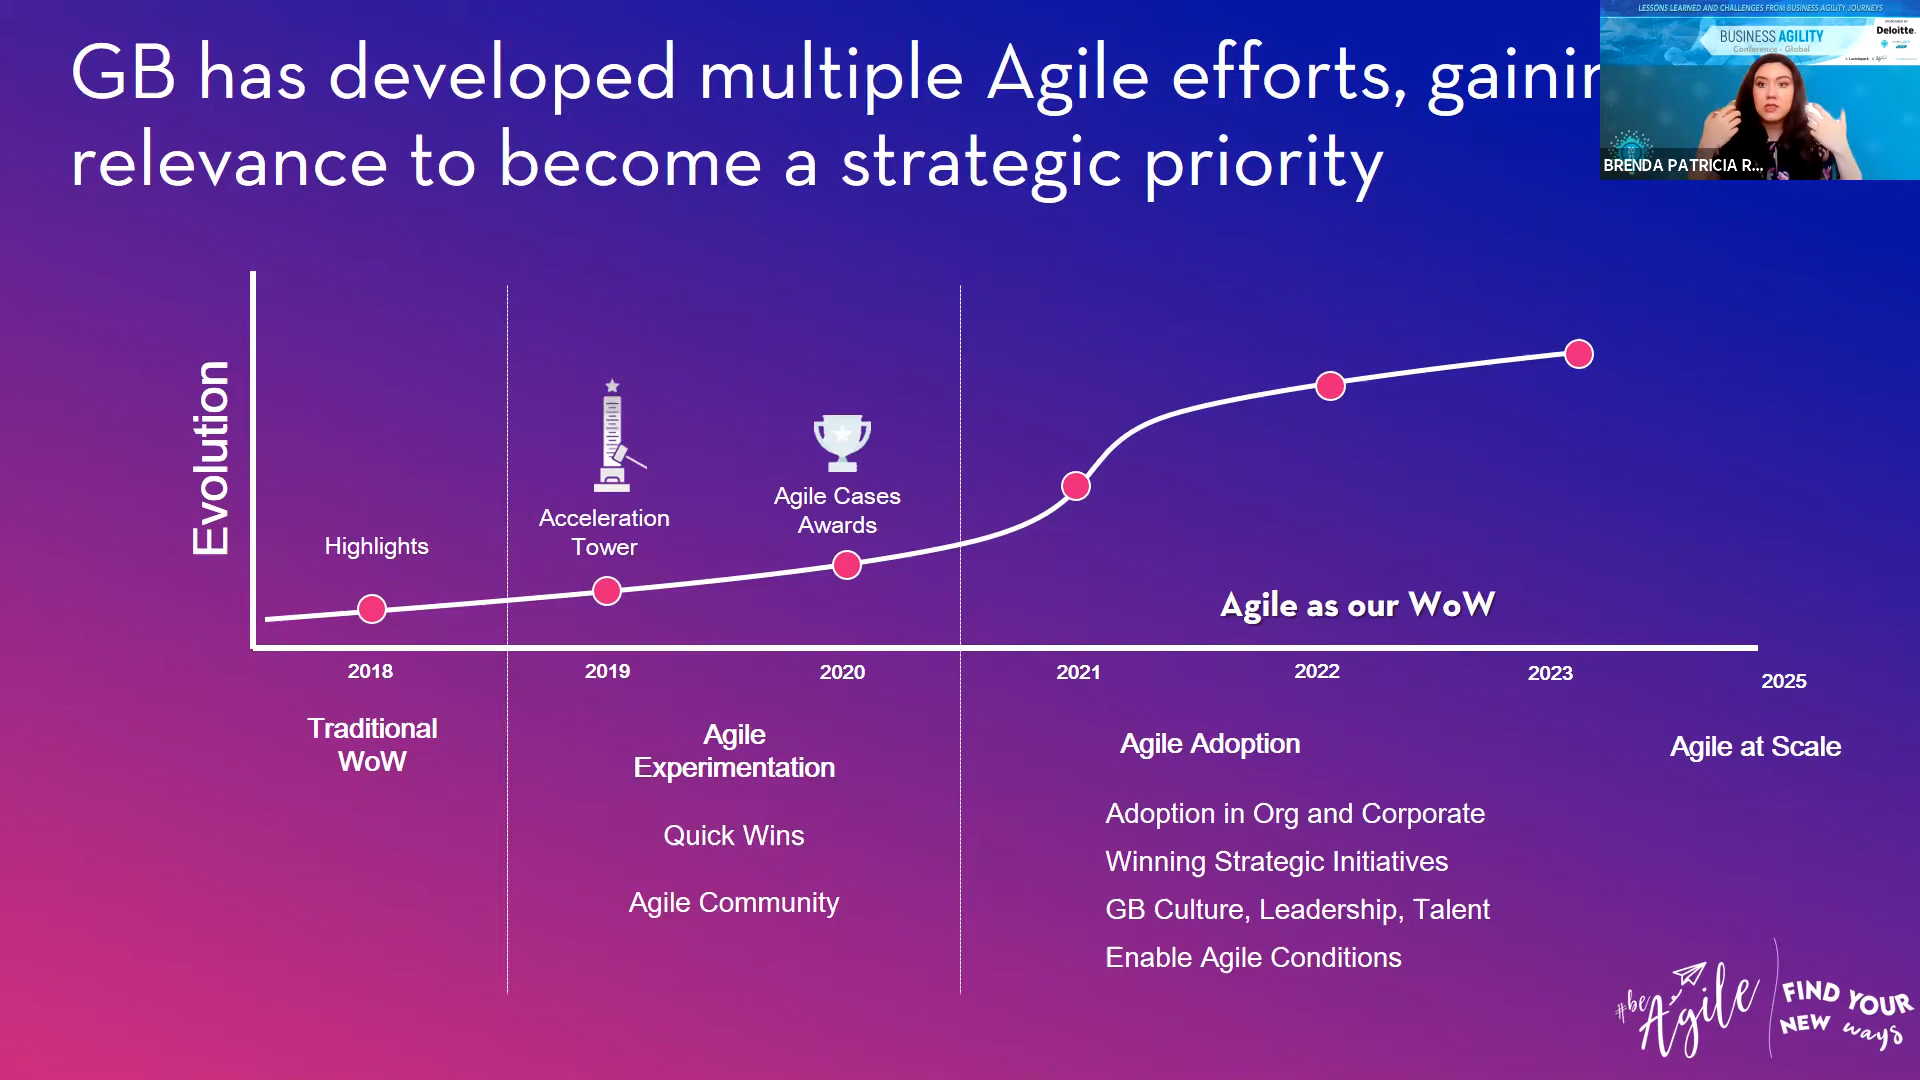 GB has developed multiple Agile efforts, gainin
relevance to become a strategic priority
LESSONS LEARNED AND CHALLENGES FROM BUSINESS AGILITY JOURNEYS
BUSINESS AGILITY
Conference - Global
Deloitte.
BRENDA PATRICIA R...
Evolution
Highlights
Acceleration
Tower
Agile Cases
Awards
Agile as our WoW
2018
2019
2020
2021
2022
2023
2025
Traditional
WoW
Agile
Experimentation
Quick Wins
Agile Community
Agile Adoption
Adoption in Org and Corporate
Winning Strategic Initiatives
GB Culture, Leadership, Talent
Enable Agile Conditions
Agile at Scale
#be
Agile
FIND YOUR
NEW ways